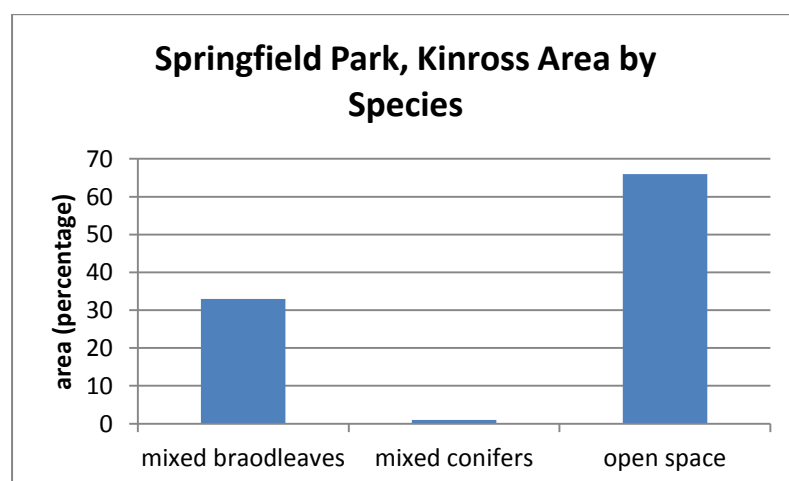 Springfield Park, Kinross Area by
Species
area (percentage)
70
60
50
40
30
20
10
0
mixed braodleaves
mixed conifers
open space